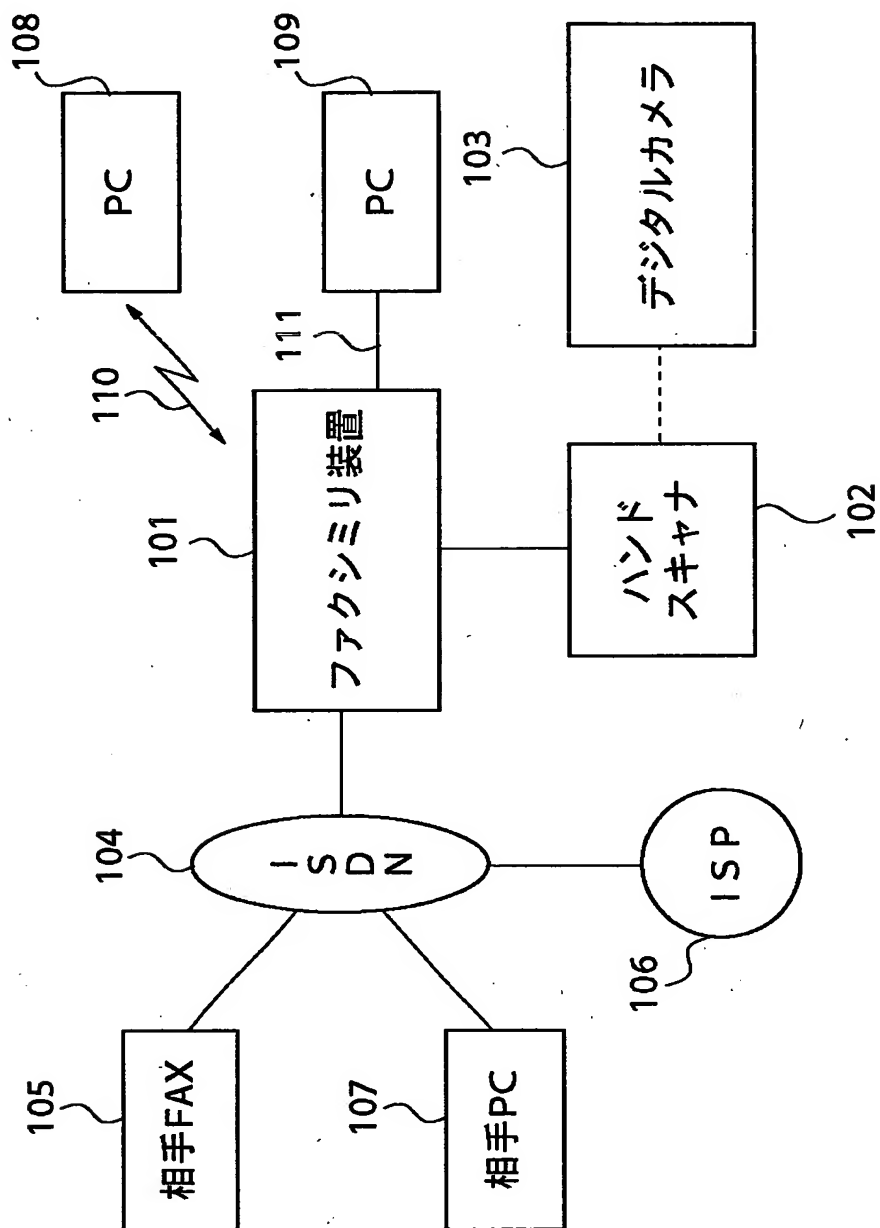 105
相手FAX
107
相手PC
104
I
S
D
N
106
ISP
101
ファクシミリ装置
110
108
PC
111
109
PC
102
ハンド
スキャナ
103
デジタルカメラ